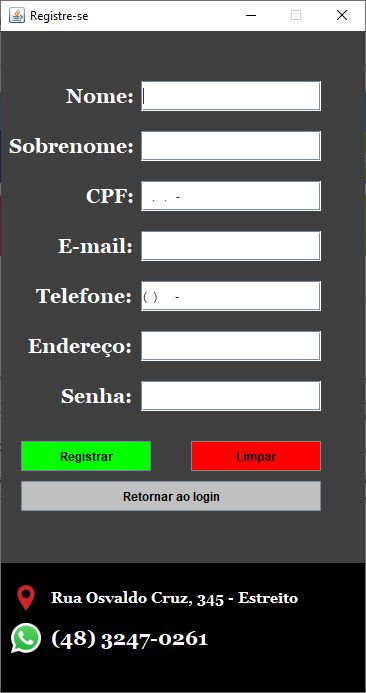 Registre-se
Nome:
Sobrenome:
CPF: . . -
E-mail:
Telefone: ( ) -
Endereço:
Senha:
Registrar Limpar
Retornar ao login
Rua Osvaldo Cruz, 345 - Estreito
(48) 3247-0261